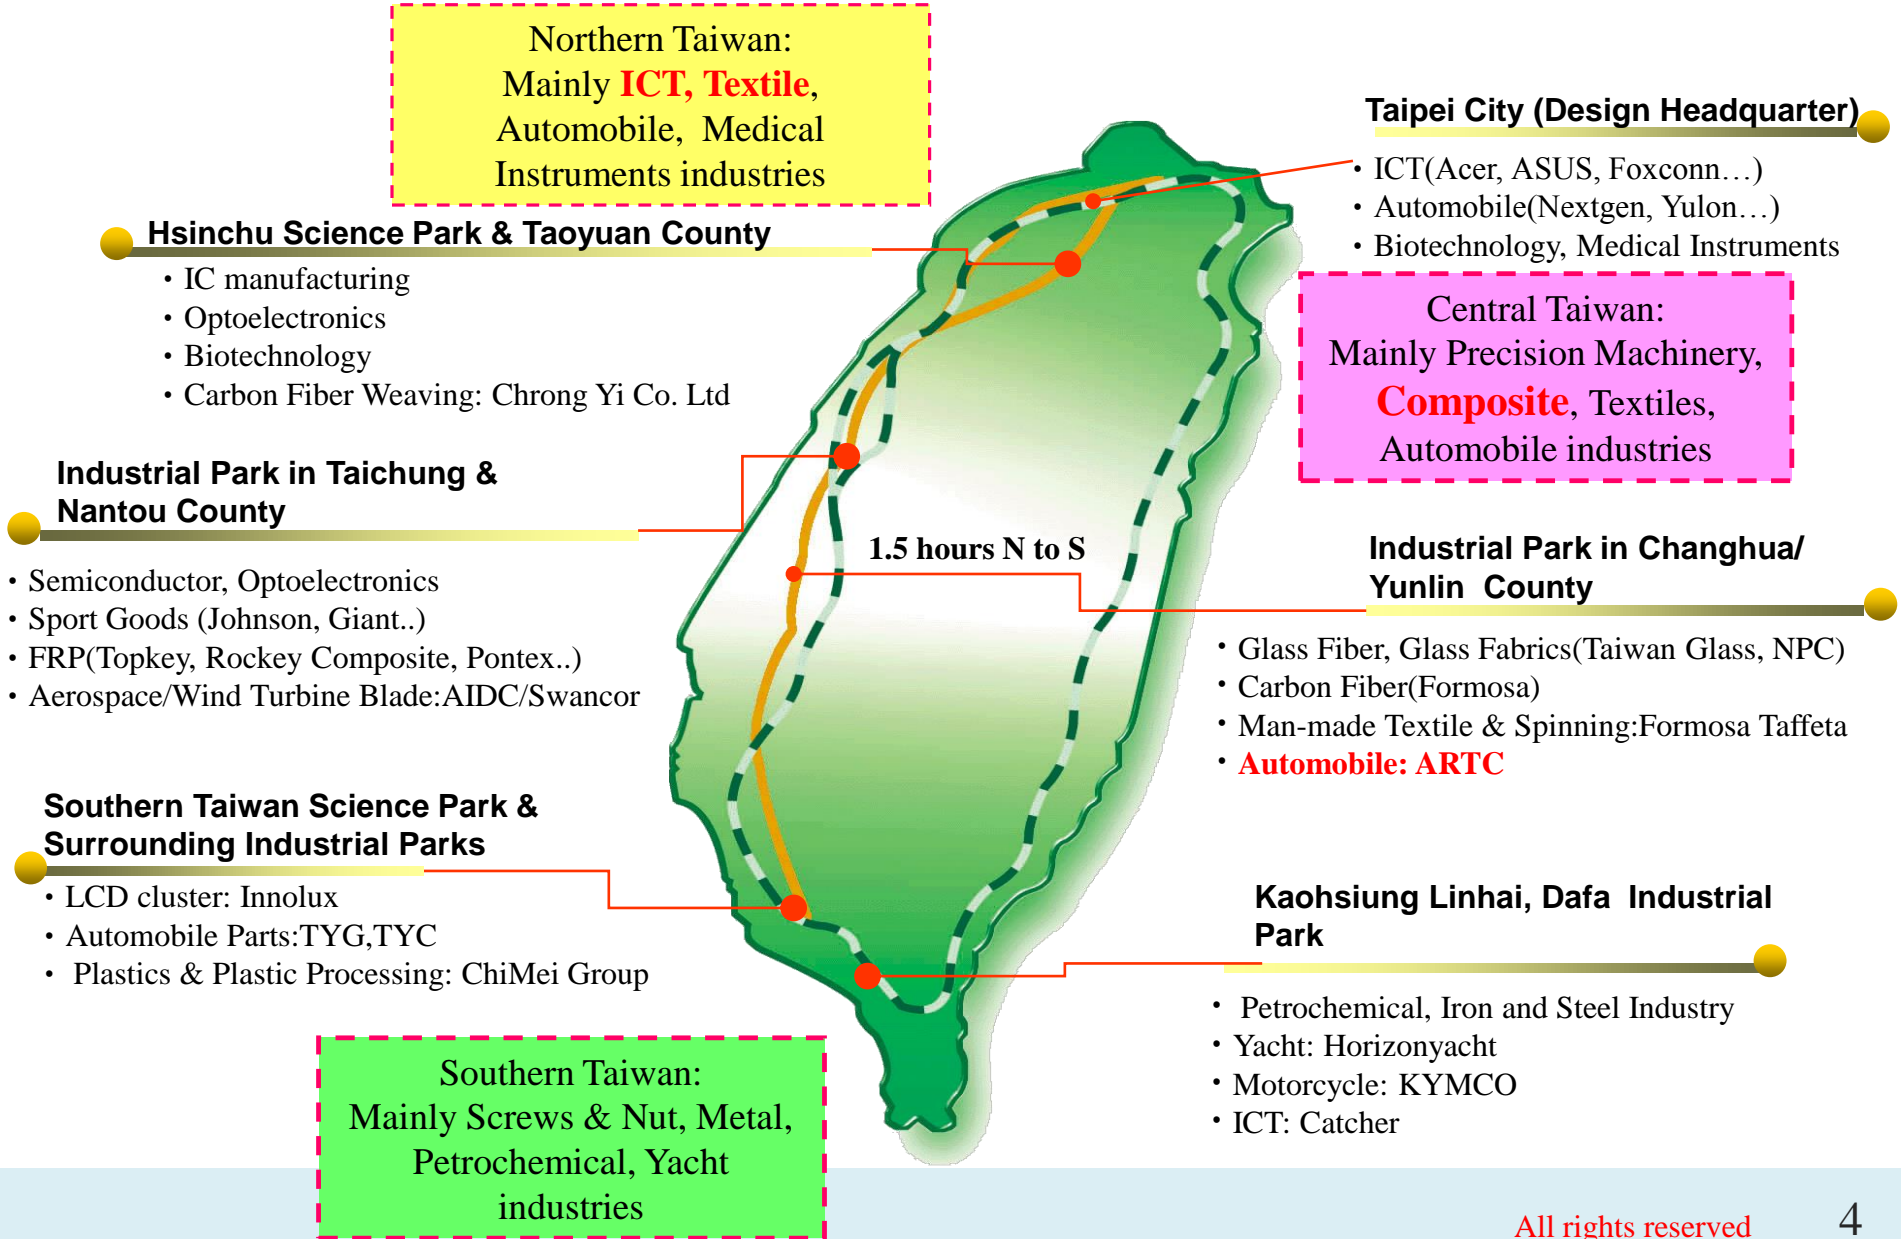 Northern Taiwan:
Mainly ICT, Textile,
Automobile, Medical
Instruments industries
Taipei City (Design Headquarter)
・ICT(Acer, ASUS, Foxconn…)
・Automobile(Nextgen, Yulon…)
・Biotechnology, Medical Instruments
Hsinchu Science Park & Taoyuan County
・IC manufacturing
・Optoelectronics
・Biotechnology
・Carbon Fiber Weaving: Chrong Yi Co. Ltd
Central Taiwan:
Mainly Precision Machinery,
Composite, Textiles,
Automobile industries
Industrial Park in Taichung &
Nantou County
・Semiconductor, Optoelectronics
・Sport Goods (Johnson, Giant..)
・FRP(Topkey, Rockey Composite, Pontex..)
・Aerospace/Wind Turbine Blade:AIDC/Swancor
1.5 hours N to S
Industrial Park in Changhua/
Yunlin County
・Glass Fiber, Glass Fabrics(Taiwan Glass, NPC)
・Carbon Fiber(Formosa)
・Man-made Textile & Spinning:Formosa Taffeta
・Automobile: ARTC
Southern Taiwan Science Park &
Surrounding Industrial Parks
・LCD cluster: Innolux
・Automobile Parts:TYG,TYC
・ Plastics & Plastic Processing: ChiMei Group
Kaohsiung Linhai, Dafa Industrial
Park
・ Petrochemical, Iron and Steel Industry
・Yacht: Horizonyacht
・Motorcycle: KYMCO
・ICT: Catcher
Southern Taiwan:
Mainly Screws & Nut, Metal,
Petrochemical, Yacht
industries
All rights reserved
4